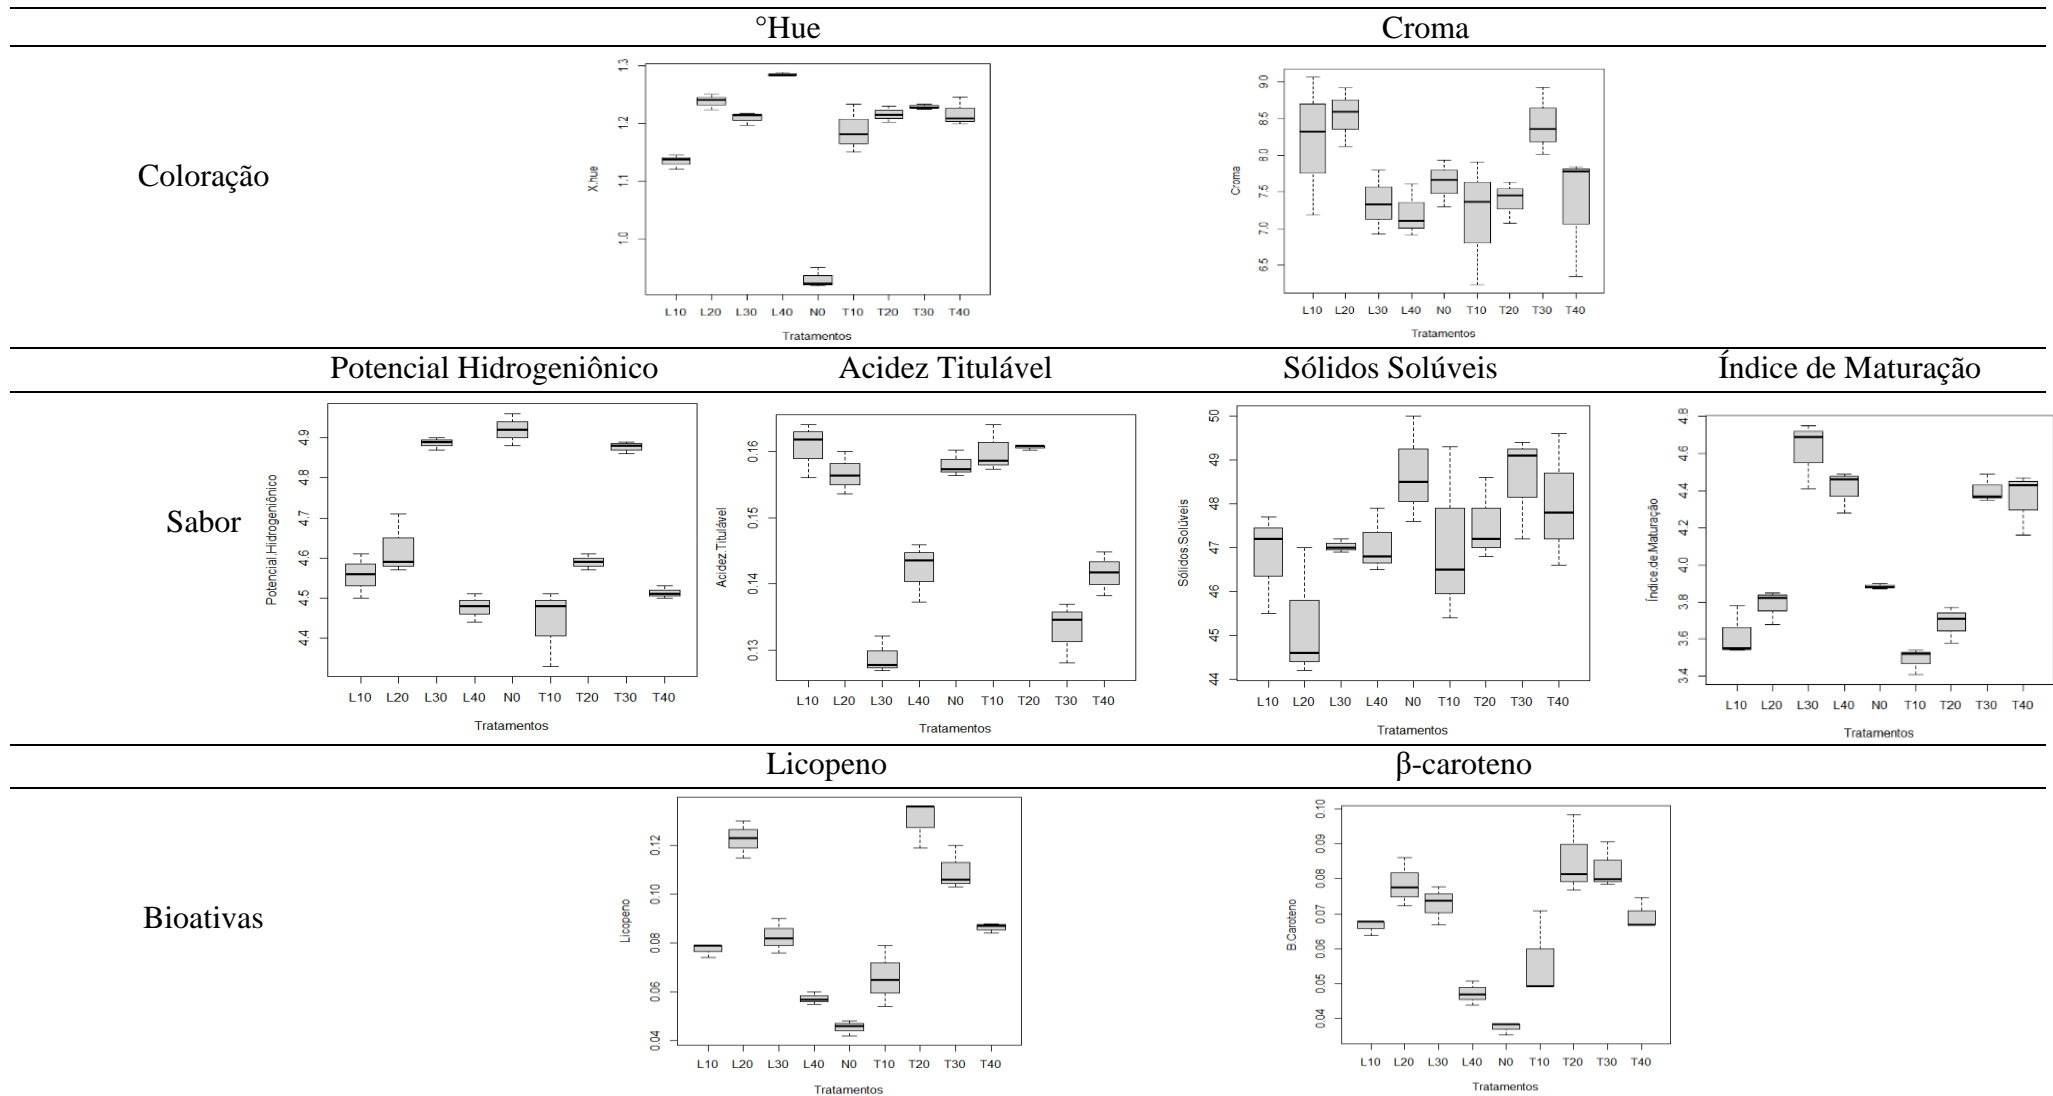 °Hue Croma
Coloração
X.hue
1.0 1.1 1.2 1.3
L10 L20 L30 L40 N0 T10 T20 T30 T40
Tratamentos
Croma
6.5 7.0 7.5 8.0 8.5 9.0
L10 L20 L30 L40 N0 T10 T20 T30 T40
Tratamentos
Potencial Hidrogeniônico Acidez Titulável Sólidos Solúveis Índice de Maturação
Sabor
Potencial.Hidrogeniônico
4.4 4.5 4.6 4.7 4.8 4.9
L10 L20 L30 L40 N0 T10 T20 T30 T40
Tratamentos
Acidez.Titulável
0.13 0.14 0.15 0.16
L10 L20 L30 L40 N0 T10 T20 T30 T40
Tratamentos
Sólidos.Solúveis
44 45 46 47 48 49 50
L10 L20 L30 L40 N0 T10 T20 T30 T40
Tratamentos
Índice.de.Maturação
3.4 3.6 3.8 4.0 4.2 4.4 4.6 4.8
L10 L20 L30 L40 N0 T10 T20 T30 T40
Tratamentos
Licopeno β-caroteno
Bioativas
Licopeno
0.04 0.06 0.08 0.10 0.12
L10 L20 L30 L40 N0 T10 T20 T30 T40
Tratamentos
B.Caroteno
0.04 0.05 0.06 0.07 0.08 0.09 0.10
L10 L20 L30 L40 N0 T10 T20 T30 T40
Tratamentos